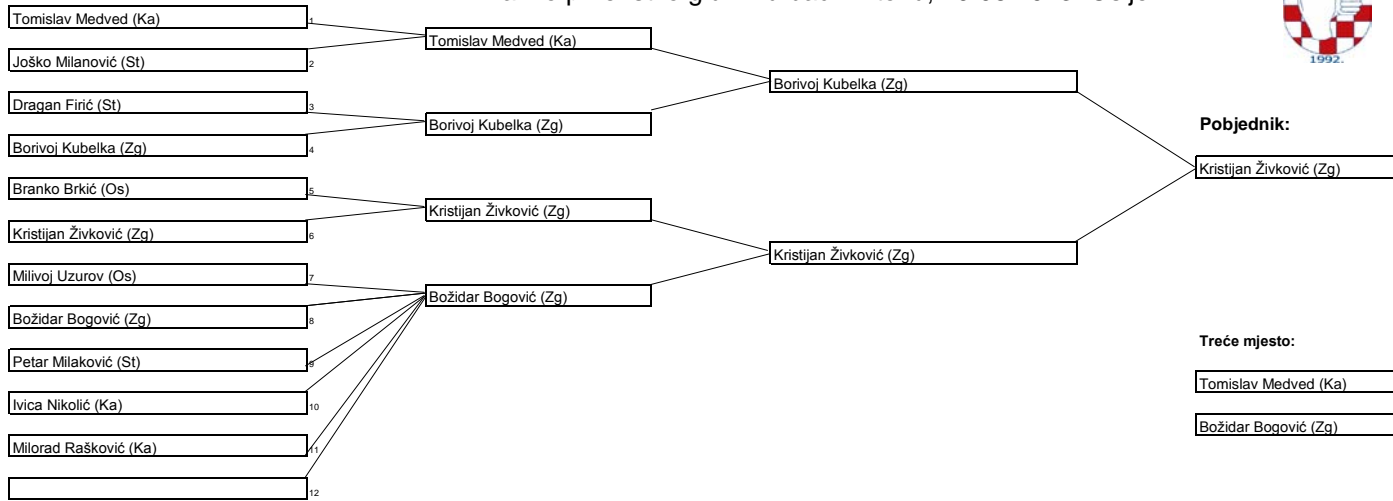 1992.
Tomislav Medved (Ka)
1
Joško Milanović (St)
2
Dragan Firić (St)
3
Borivoj Kubelka (Zg)
4
Branko Brkić (Os)
5
Kristijan Živković (Zg)
6
Milivoj Uzurov (Os)
7
Božidar Bogović (Zg)
8
Petar Milaković (St)
9
Ivica Nikolić (Ka)
10
Milorad Rašković (Ka)
11
12
Tomislav Medved (Ka)
Borivoj Kubelka (Zg)
Kristijan Živković (Zg)
Božidar Bogović (Zg)
Borivoj Kubelka (Zg)
Kristijan Živković (Zg)
Pobjednik:
Kristijan Živković (Zg)
Treće mjesto:
Tomislav Medved (Ka)
Božidar Bogović (Zg)